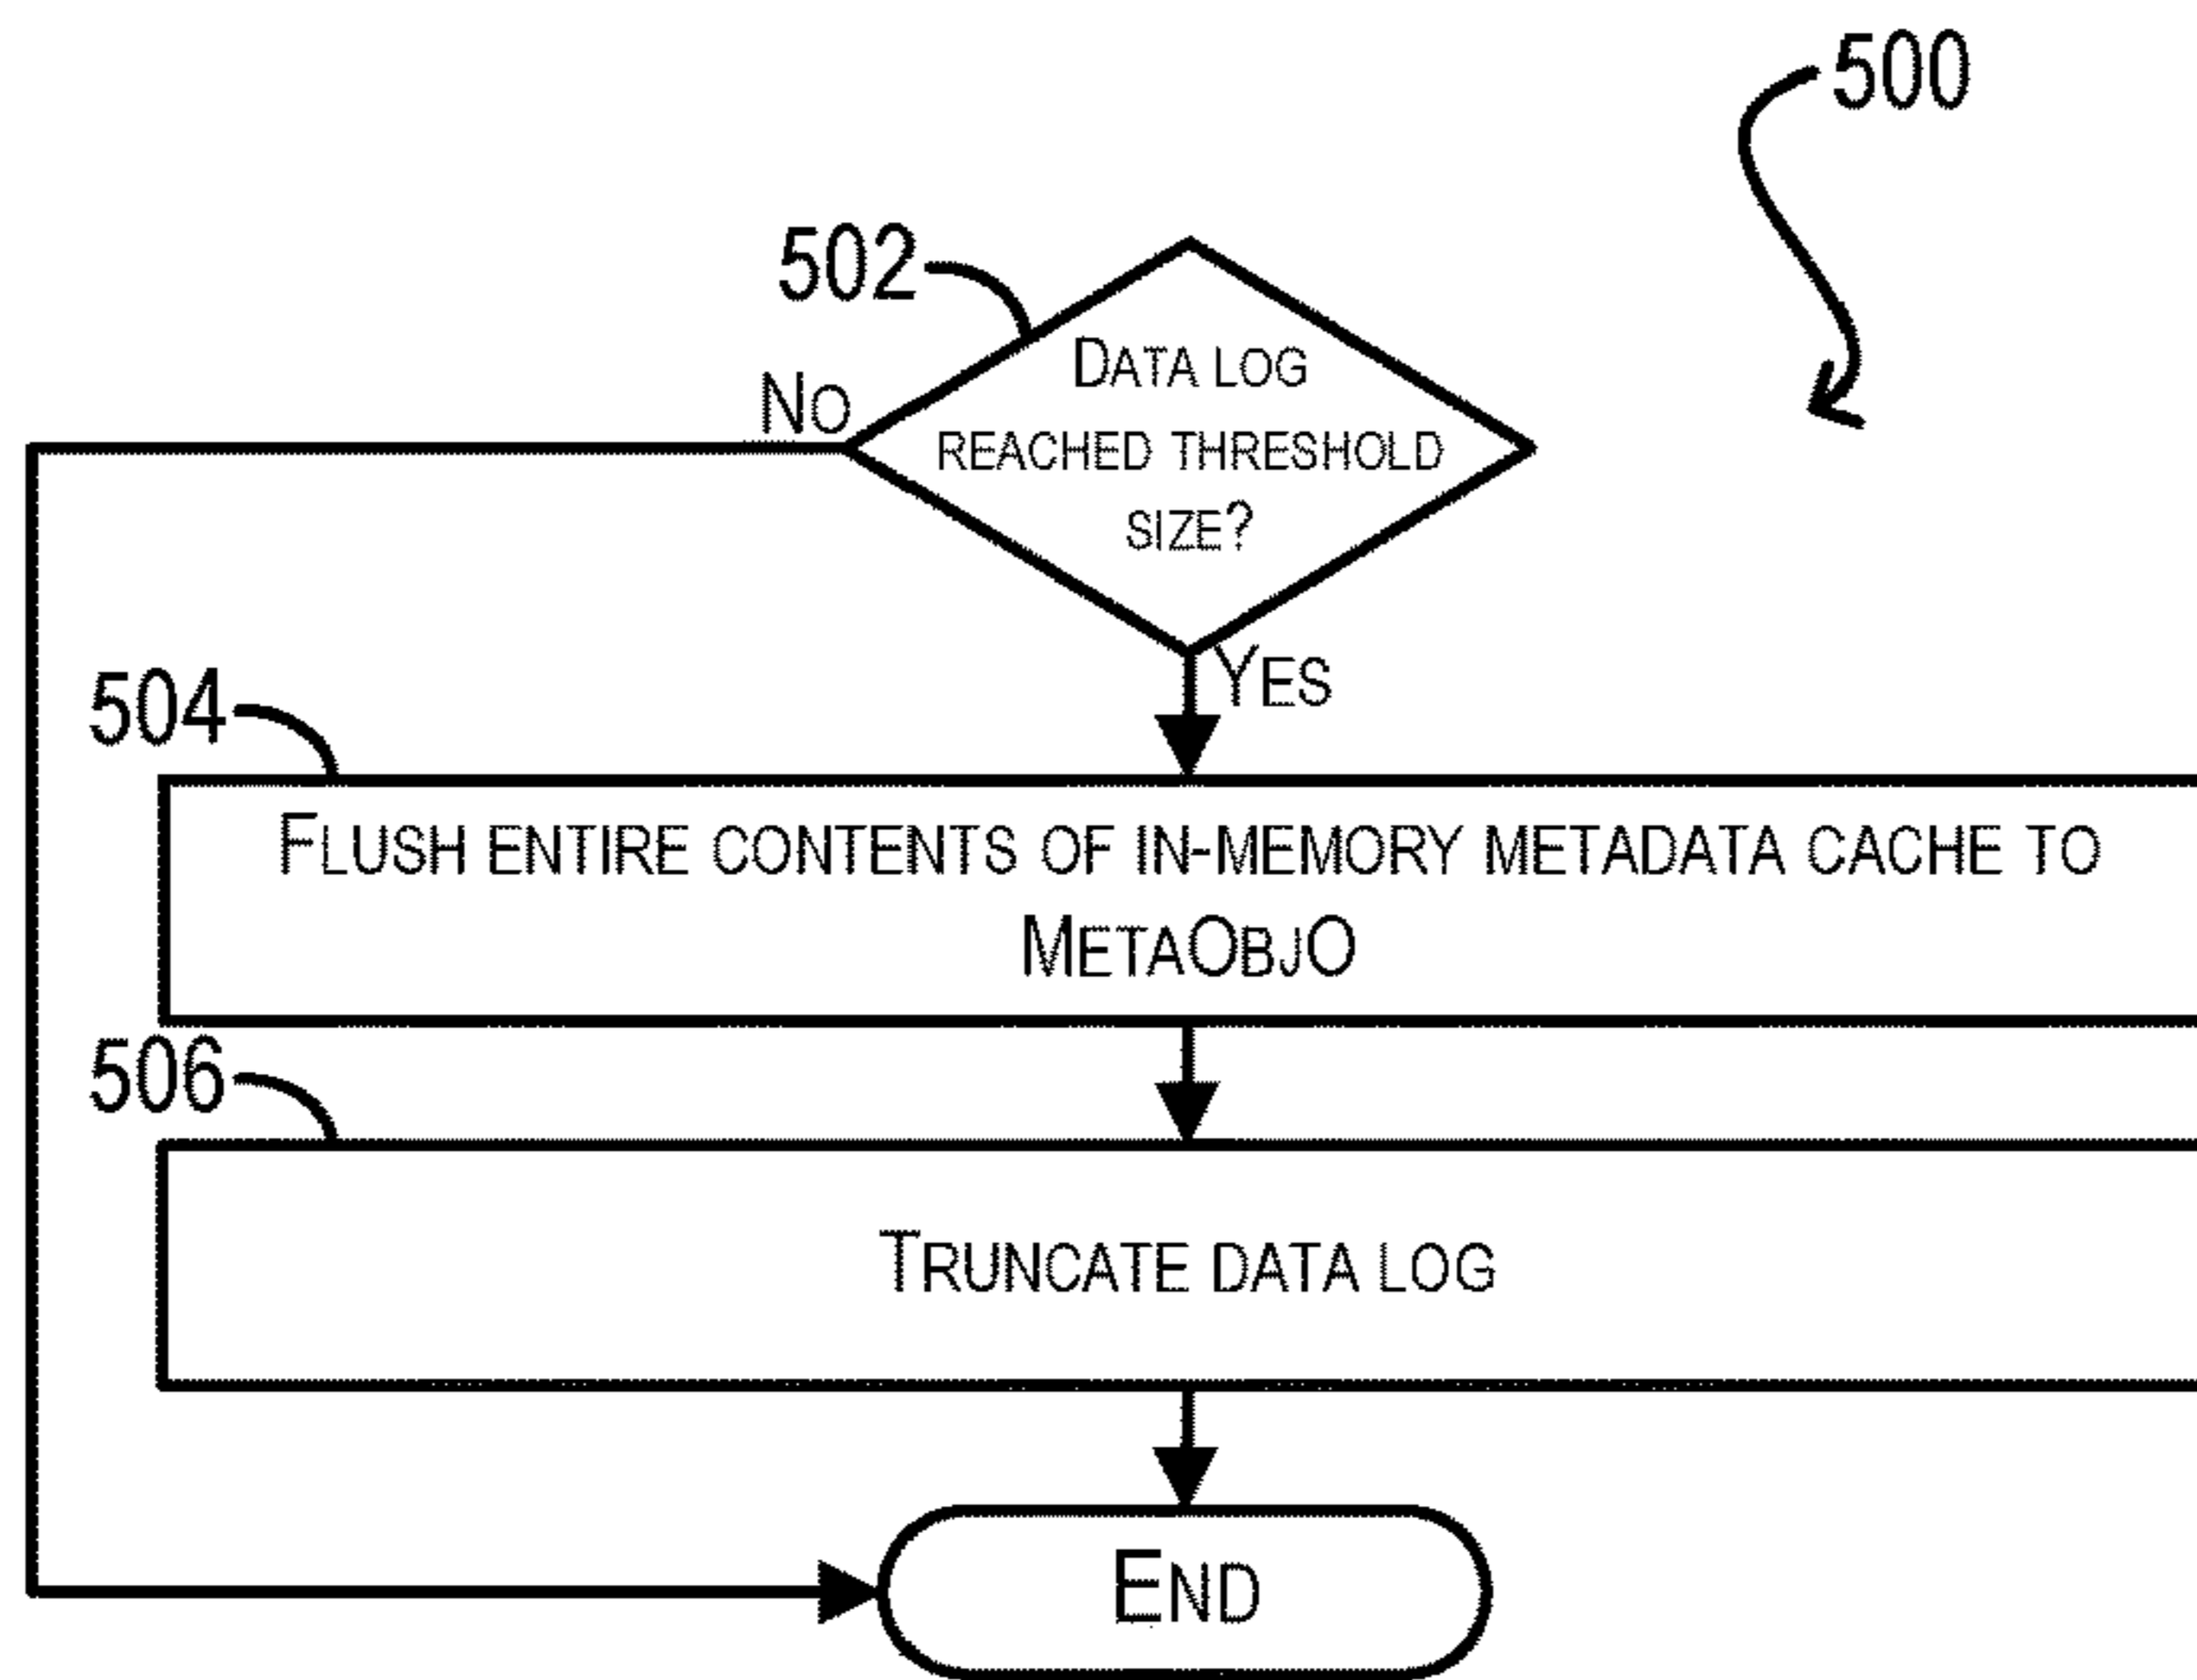 500
502
DATA LOG
REACHED THRESHOLD
SIZE?
NO
YES
504
FLUSH ENTIRE CONTENTS OF IN-MEMORY METADATA CACHE TO
METAOBJO
506
TRUNCATE DATA LOG
END